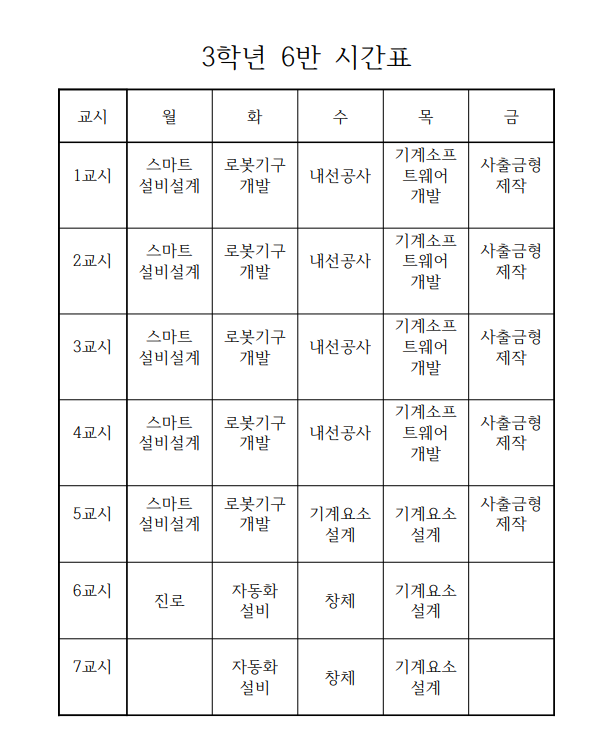 3학년 6반 시간표
교시 월 화 수 목 금
1교시 스마트 설비설계 로봇기구 개발 내선공사 기계소프트웨어 개발 사출금형 제작
2교시 스마트 설비설계 로봇기구 개발 내선공사 기계소프트웨어 개발 사출금형 제작
3교시 스마트 설비설계 로봇기구 개발 내선공사 기계소프트웨어 개발 사출금형 제작
4교시 스마트 설비설계 로봇기구 개발 내선공사 기계소프트웨어 개발 사출금형 제작
5교시 스마트 설비설계 로봇기구 개발 기계요소 설계 기계요소 설계 사출금형 제작
6교시 진로 자동화 설비 창체 기계요소 설계
7교시 자동화 설비 창체 기계요소 설계